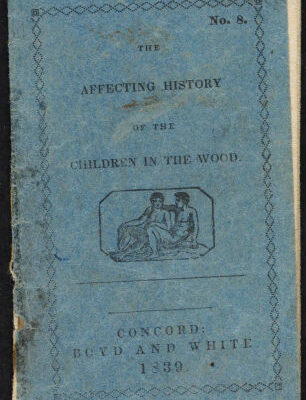 No. 8.
THE
AFFECTING HISTORY
OF THE
CHILDREN IN THE WOOD.
CONCORD:
BOYD AND WHITE
1839.